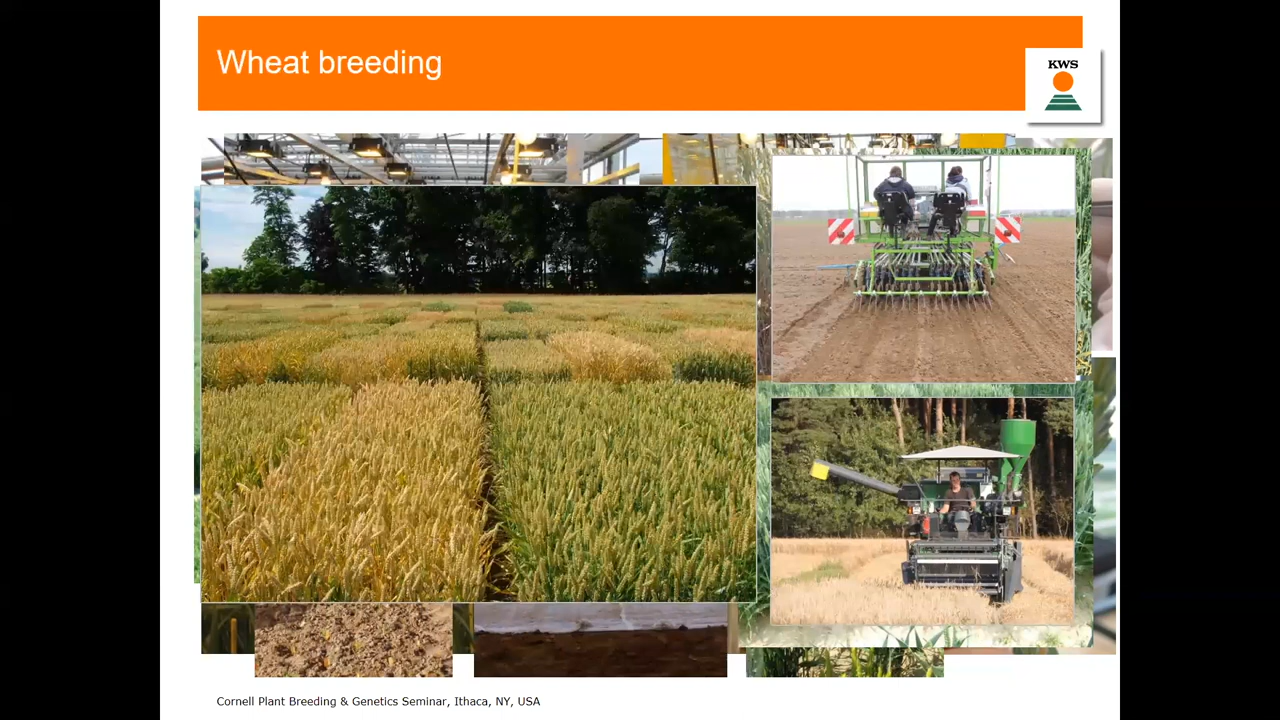 Wheat breeding
KWS
Cornell Plant Breeding & Genetics Seminar, Ithaca, NY, USA